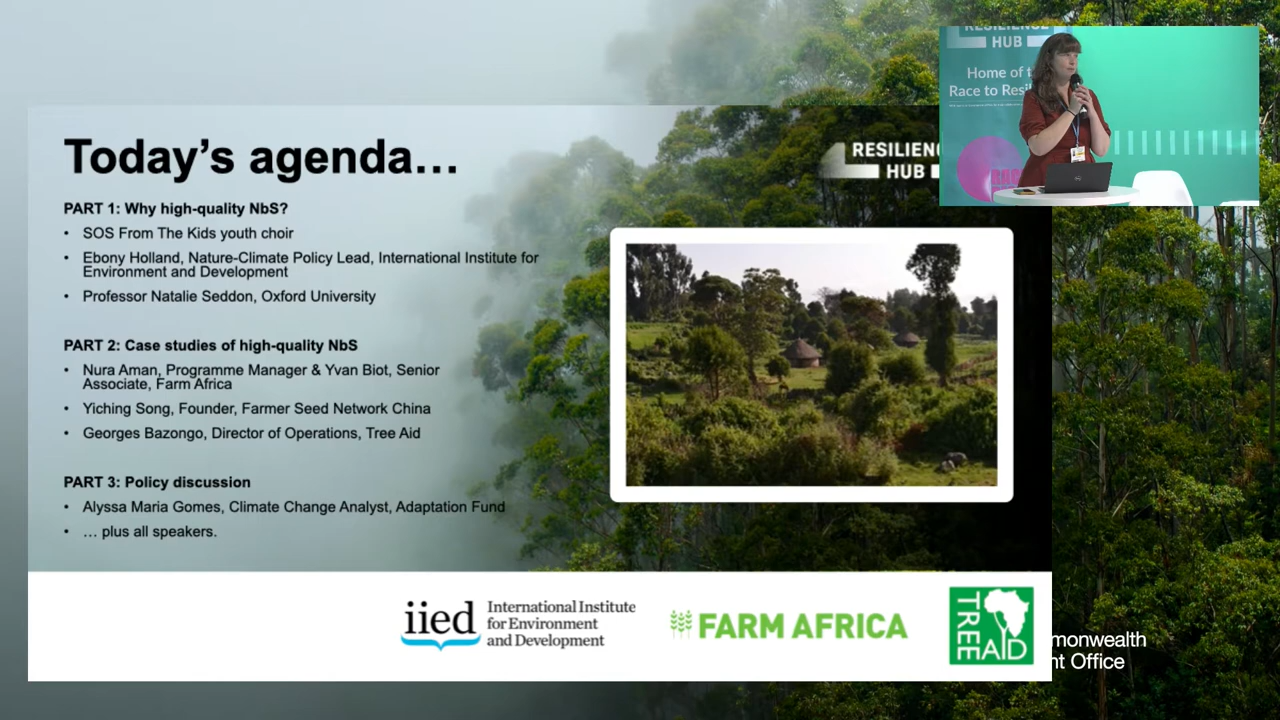 Today's agenda...
PART 1: Why high-quality NbS?
• SOS From The Kids youth choir
• Ebony Holland, Nature-Climate Policy Lead, International Institute for
Environment and Development
• Professor Natalie Seddon, Oxford University
PART 2: Case studies of high-quality NbS
• Nura Aman, Programme Manager & Yvan Biot, Senior
Associate, Farm Africa
• Yiching Song, Founder, Farmer Seed Network China
• Georges Bazongo, Director of Operations, Tree Aid
PART 3: Policy discussion
• Alyssa Maria Gomes, Climate Change Analyst, Adaptation Fund
• … plus all speakers.
RESILIENC
HUB
RESILIENCE
HUB
Home of t
Race to Resi
iied
International Institute
for Environment
and Development
FARM AFRICA
TREE
AID
monwealth
nt Office